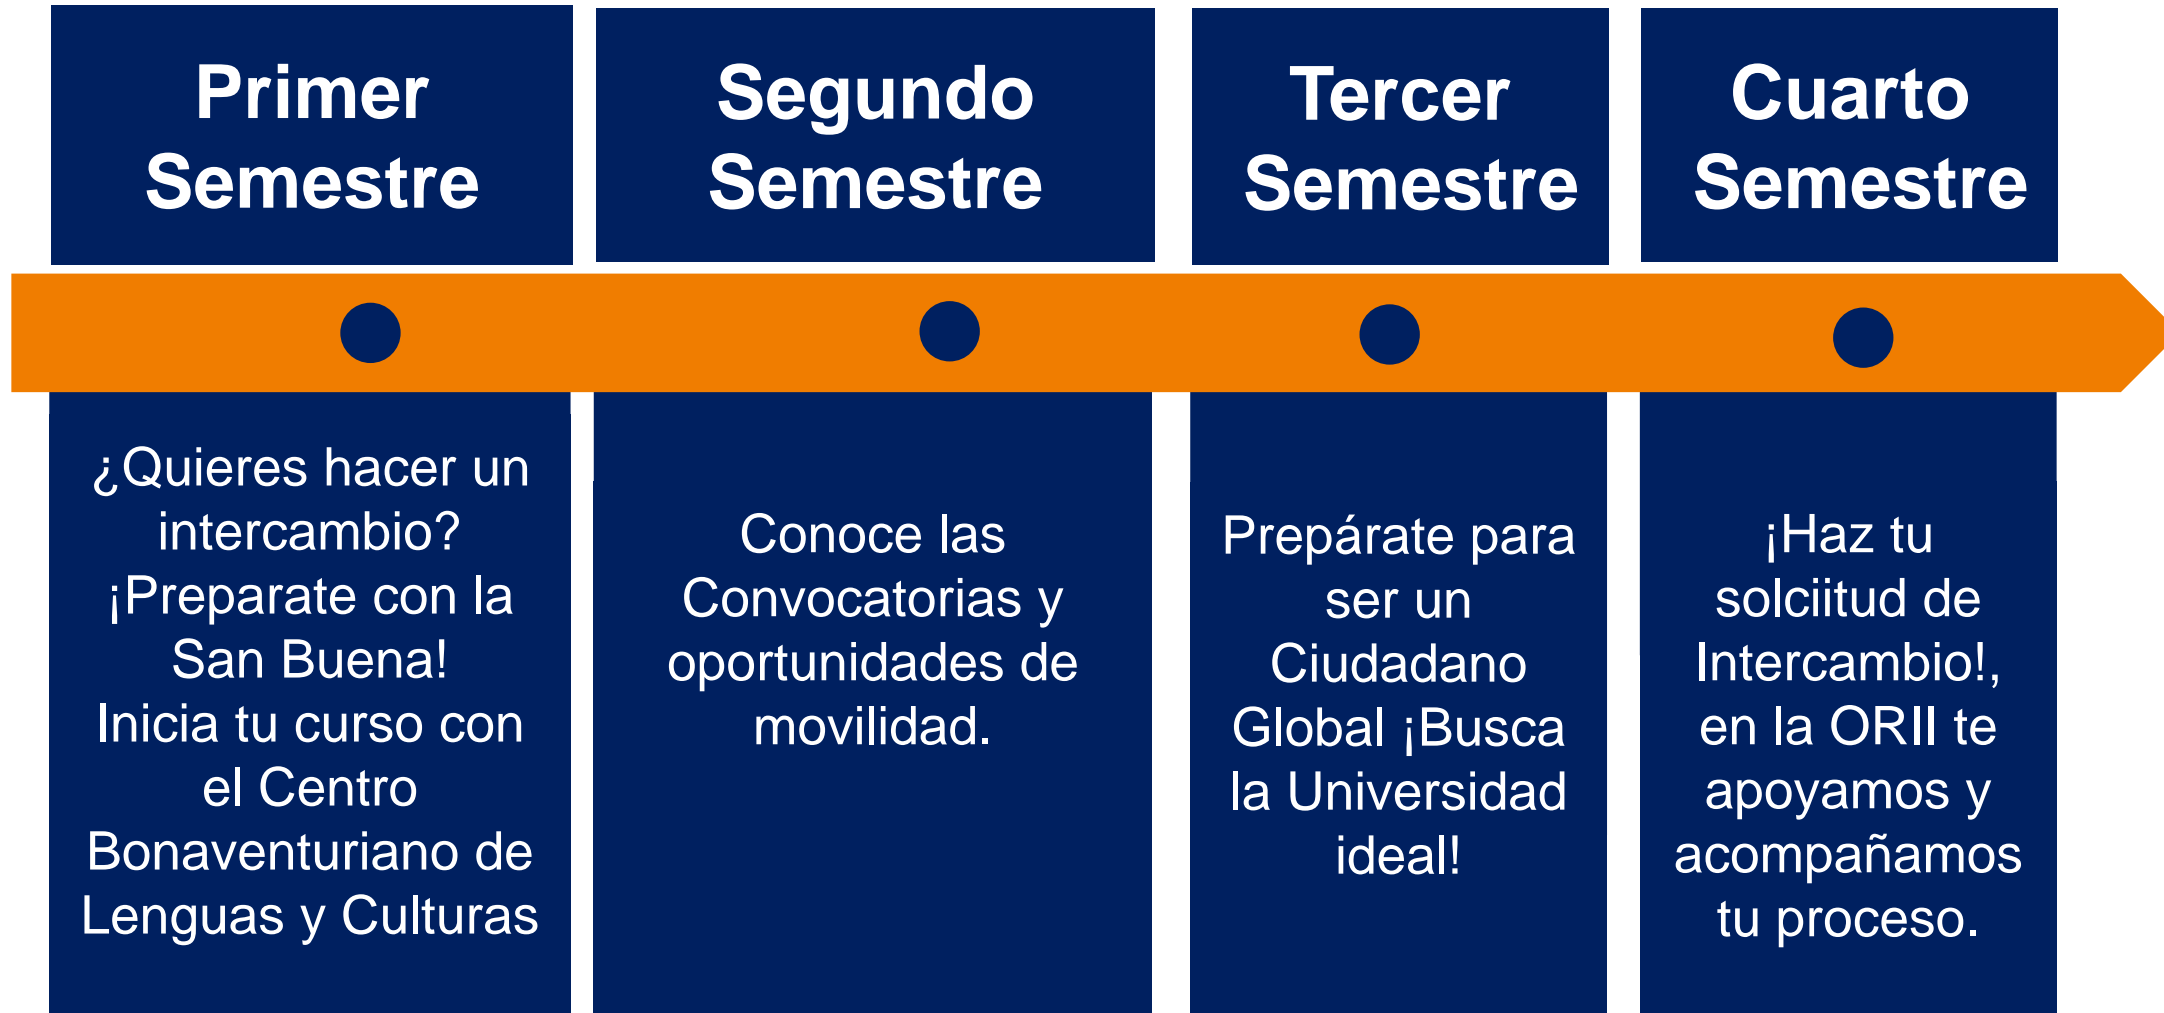 Primer
Semestre
Segundo
Semestre
Tercer
Semestre
Cuarto
Semestre
¿Quieres hacer un
intercambio?
¡Preparate con la
San Buena!
Inicia tu curso con
el Centro
Bonaventuriano de
Lenguas y Culturas
Conoce las
Convocatorias y
oportunidades de
movilidad.
Prepárate para
ser un
Ciudadano
Global ¡Busca
la Universidad
ideal!
¡Haz tu
solciitud de
Intercambio!,
en la ORII te
apoyamos y
acompañamos
tu proceso.